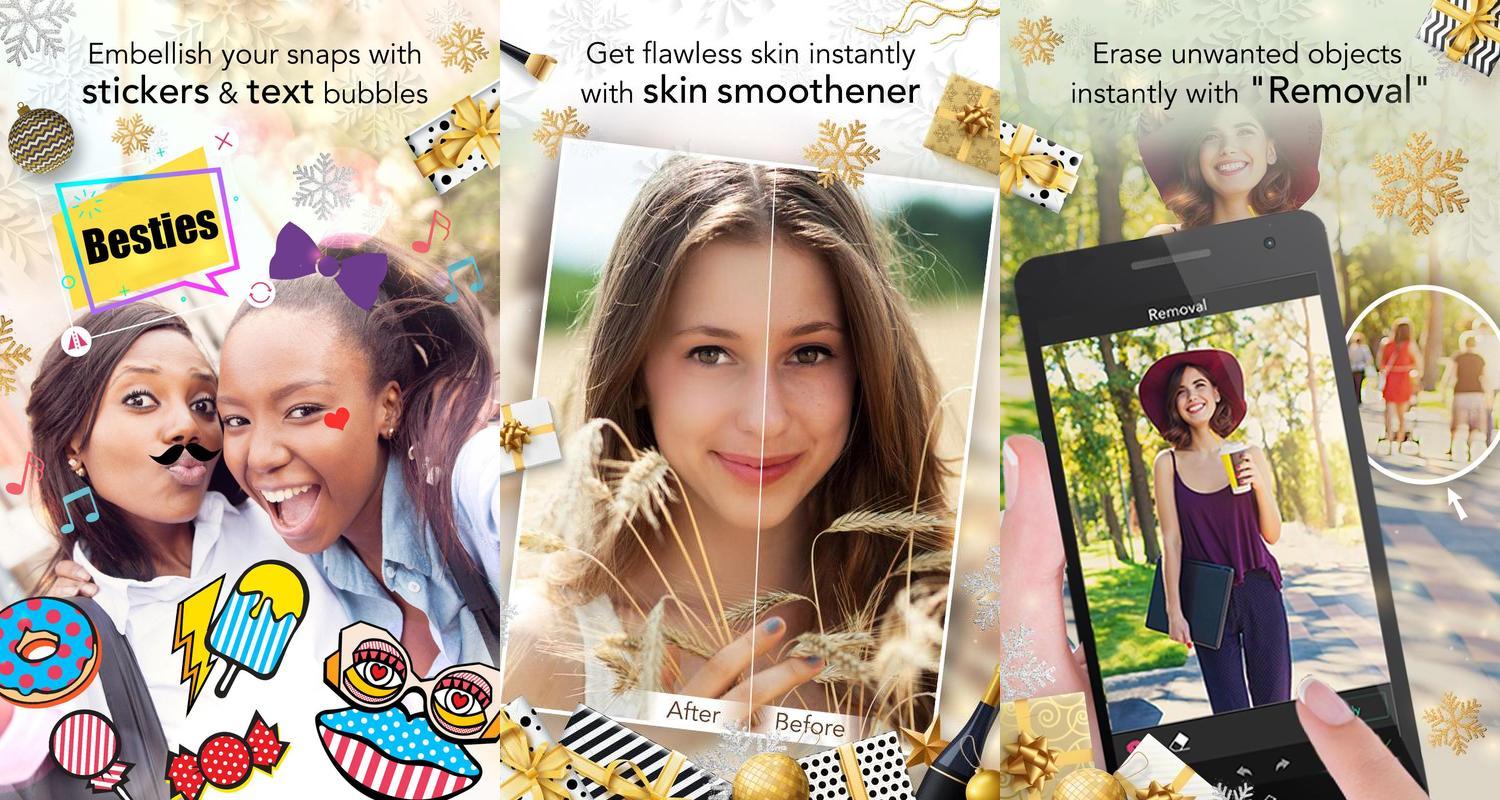 Embellish your snaps with
stickers & text bubbles
Besties
Get flawless skin instantly
with skin smoothener
After
Before
Erase unwanted objects
instantly with "Removal"
Removal